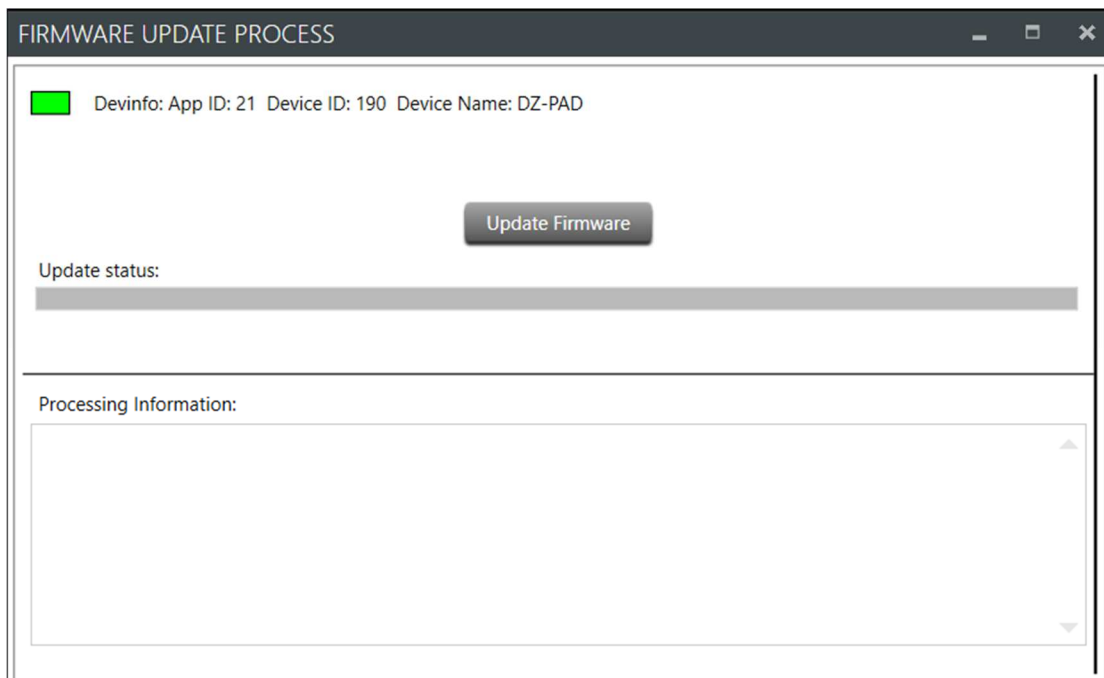 FIRMWARE UPDATE PROCESS
Devinfo: App ID: 21 Device ID: 190 Device Name: DZ-PAD
Update Firmware
Update status:
Processing Information: